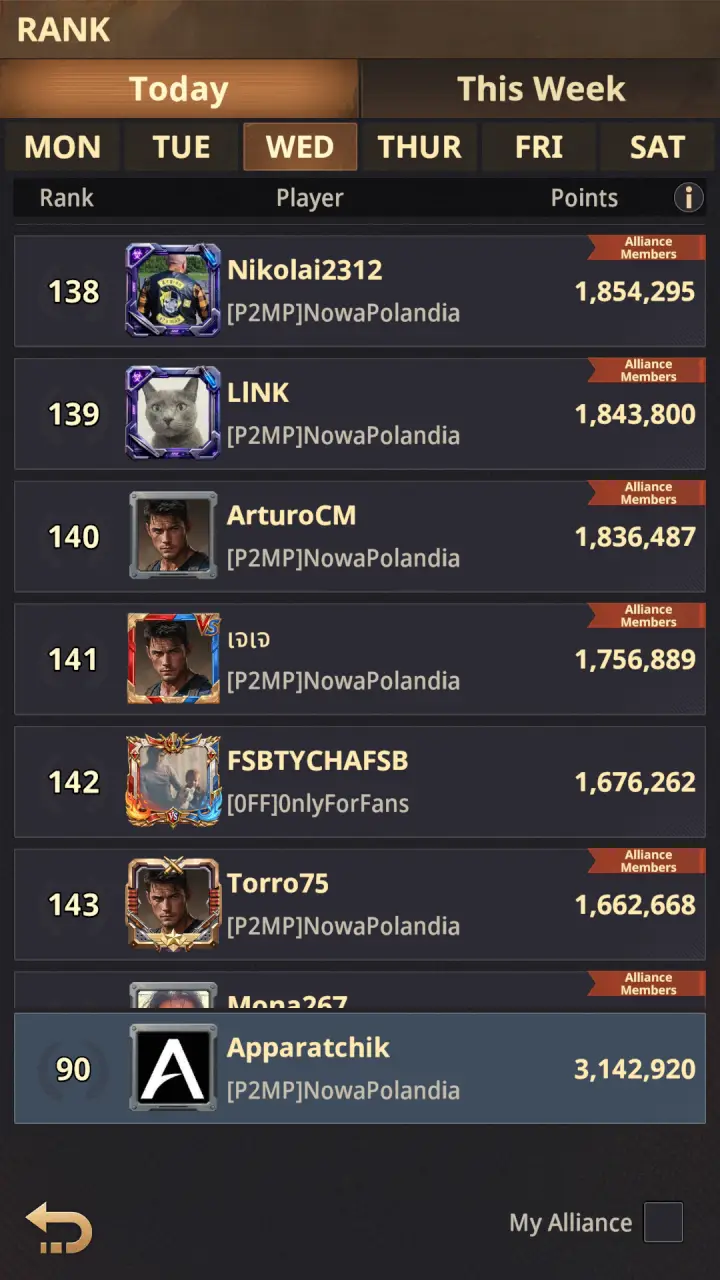 RANK
Today This Week
MON TUE WED THUR FRI SAT
Rank Player Points i
Alliance
Members
138 Nikolai2312 1,854,295
[P2MP]NowaPolandia
Alliance
Members
139 LlNK 1,843,800
[P2MP]NowaPolandia
Alliance
Members
140 ArturoCM 1,836,487
[P2MP]NowaPolandia
Alliance
Members
141 เจเจ 1,756,889
VS
[P2MP]NowaPolandia
142 FSBTYCHAFSB 1,676,262
[0FF]0nlyForFans
VS
Alliance
Members
143 Torro75 1,662,668
[P2MP]NowaPolandia
Alliance
Members
Mona267
90 Apparatchik 3,142,920
[P2MP]NowaPolandia
My Alliance